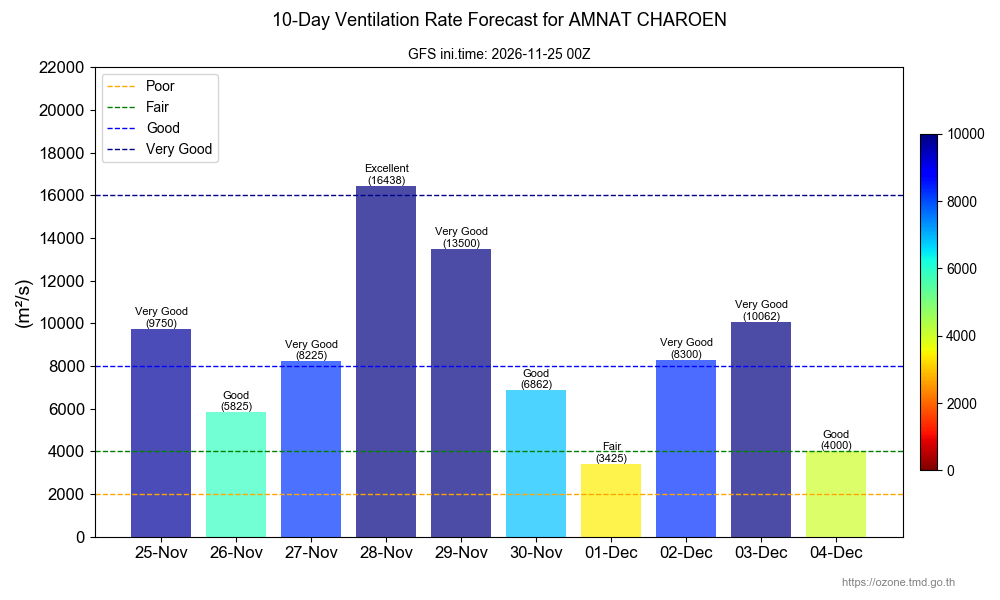 10-Day Ventilation Rate Forecast for AMNAT CHAROEN
GFS ini.time: 2026-11-25 00Z
(m²/s)
22000
20000
18000
16000
14000
12000
10000
8000
6000
4000
2000
0
Poor
Fair
Good
Very Good
Very Good
(9750)
Good
(5825)
Very Good
(8225)
Excellent
(16438)
Very Good
(13500)
Good
(6862)
Fair
(3425)
Very Good
(8300)
Very Good
(10062)
Good
(4000)
25-Nov 26-Nov 27-Nov 28-Nov 29-Nov 30-Nov 01-Dec 02-Dec 03-Dec 04-Dec
10000
8000
6000
4000
2000
0
https://ozone.tmd.go.th